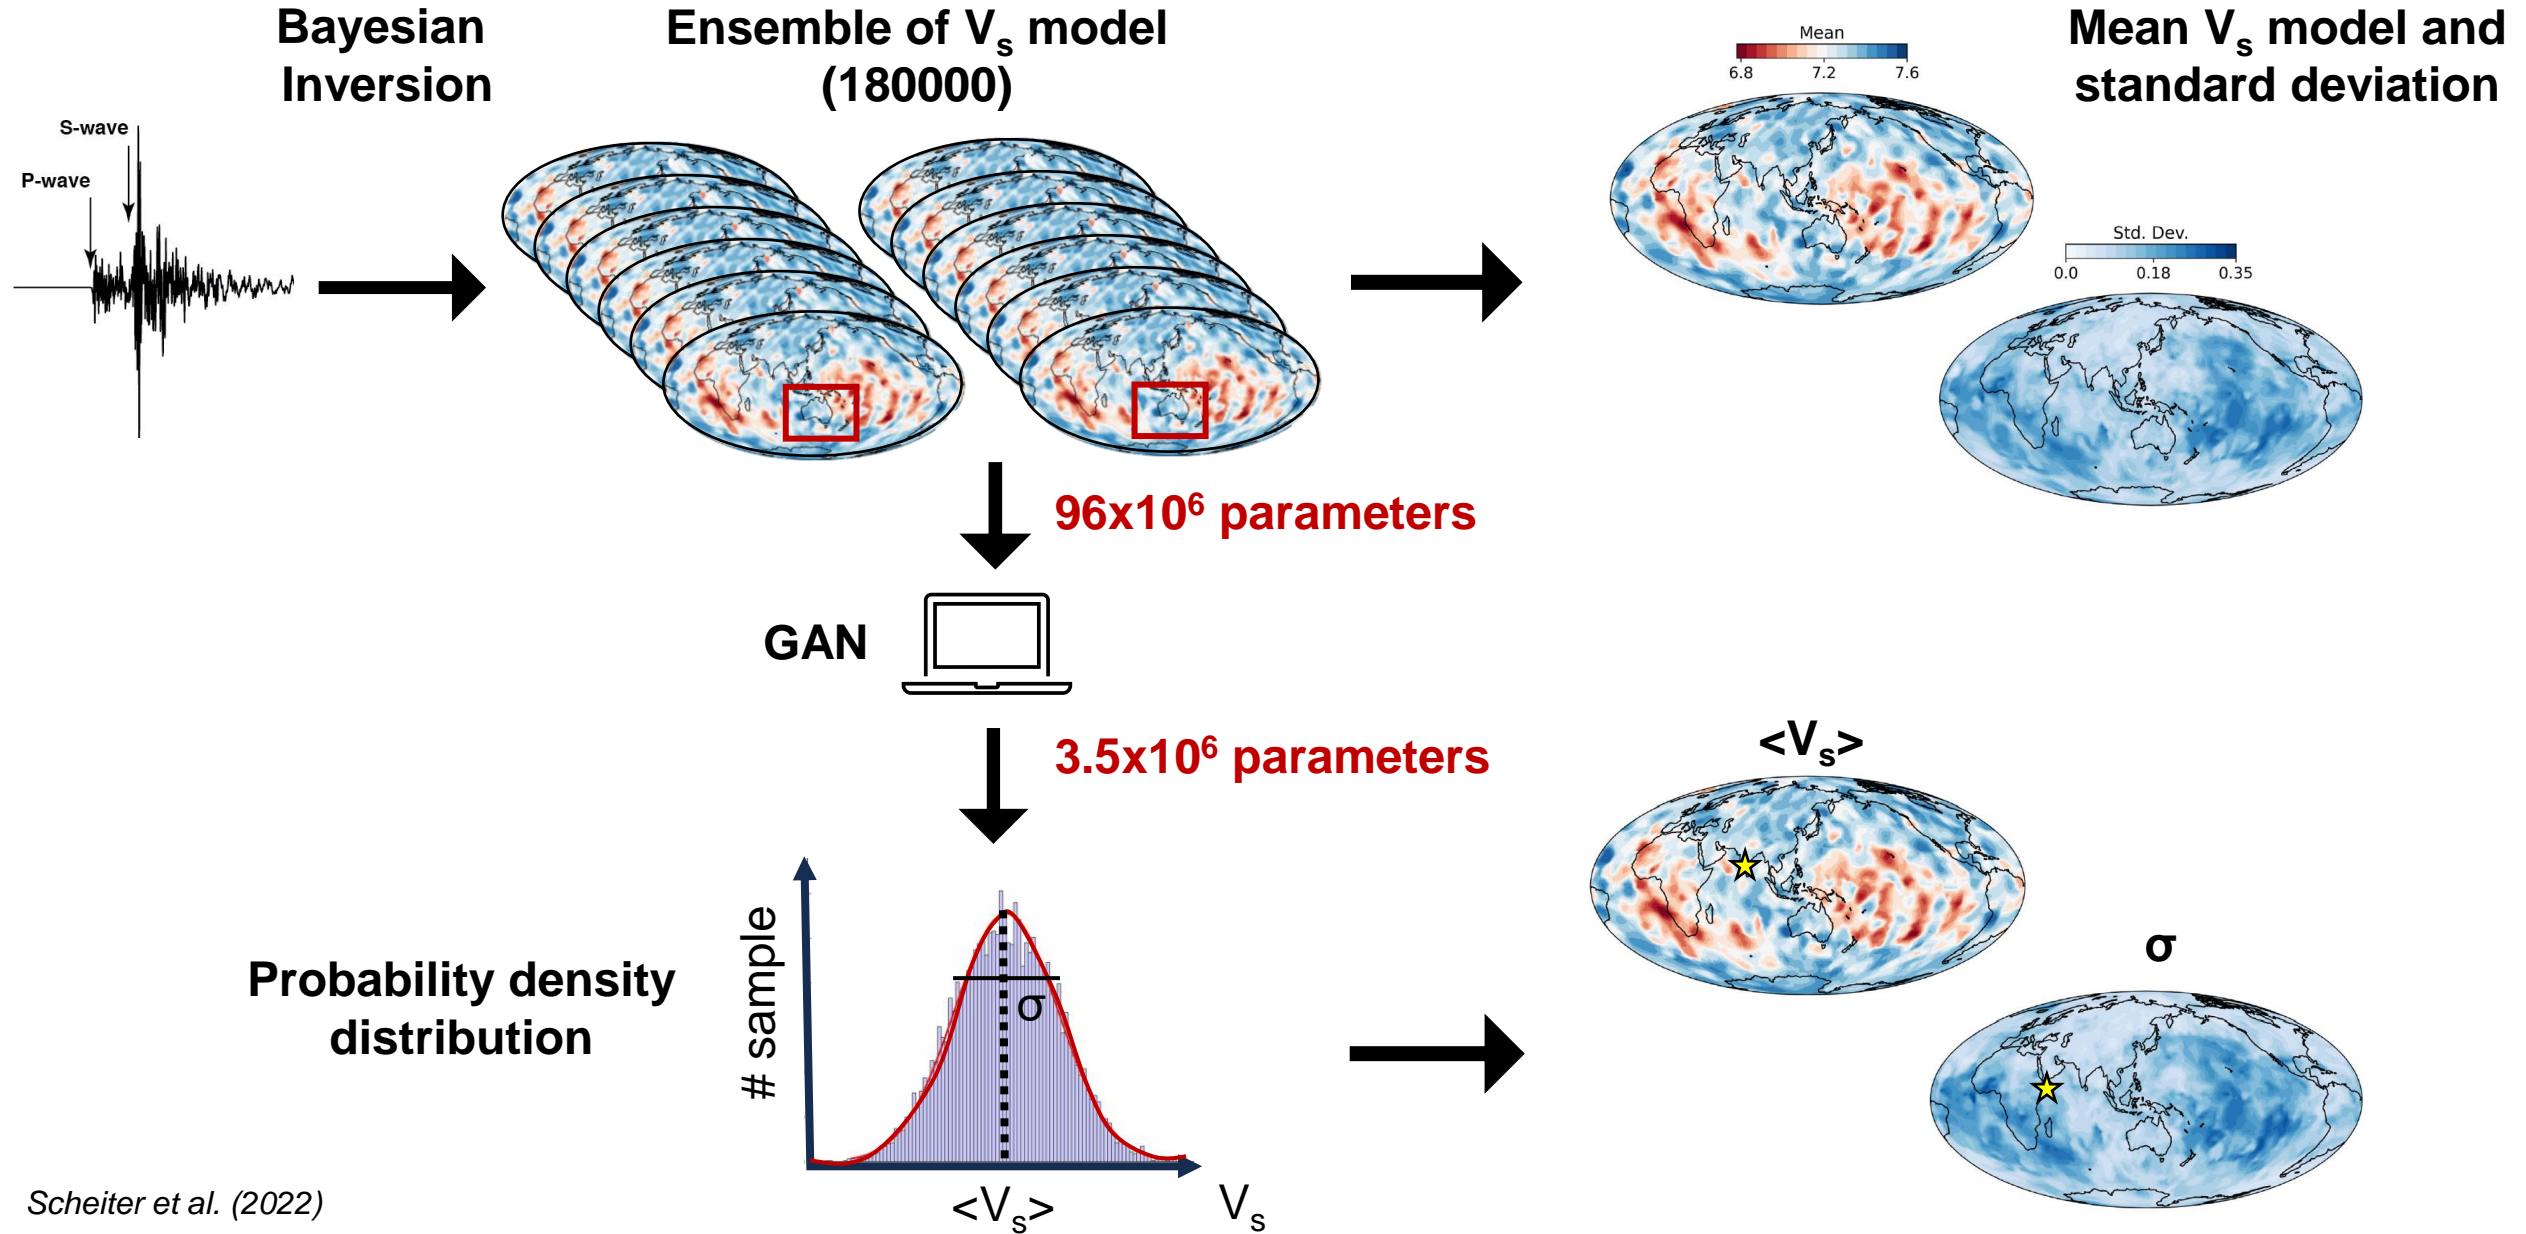 Bayesian
Inversion
Ensemble of Vs model
(180000)
Mean Vs model and
standard deviation
Mean
6.8 7.2 7.6
S-wave
P-wave
Std. Dev.
0.0 0.18 0.35
96x10⁶ parameters
GAN
3.5x10⁶ parameters
<Vs>
σ
Probability density
distribution
# sample
σ
<Vs>
Vs
Scheiter et al. (2022)